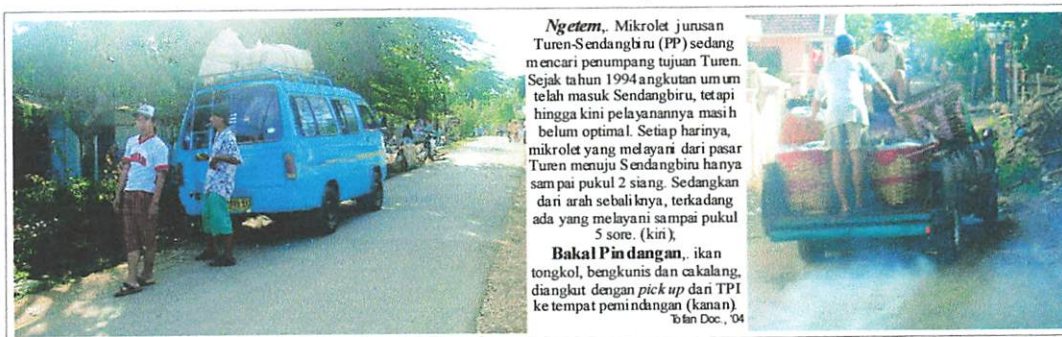 Ngetem,. Mikrolet jurusan
Turen-Sendangbiru (PP) sedang
mencari penumpang tujuan Turen.
Sejak tahun 1994 angkutan umum
telah masuk Sendangbiru, tetapi
hingga kini pelayanannya masih
belum optimal. Setiap harinya,
mikrolet yang melayani dari pasar
Turen menuju Sendangbiru hanya
sampai pukul 2 siang. Sedangkan
dari arah sebaliknya, terkadang
ada yang melayani sampai pukul
5 sore. (kiri);
Bakal Pindangan,. ikan
tongkol, bengkunis dan cakalang,
diangkut dengan pick up dari TPI
ke tempat pemindangan (kanan).
Tofan Doc., '04